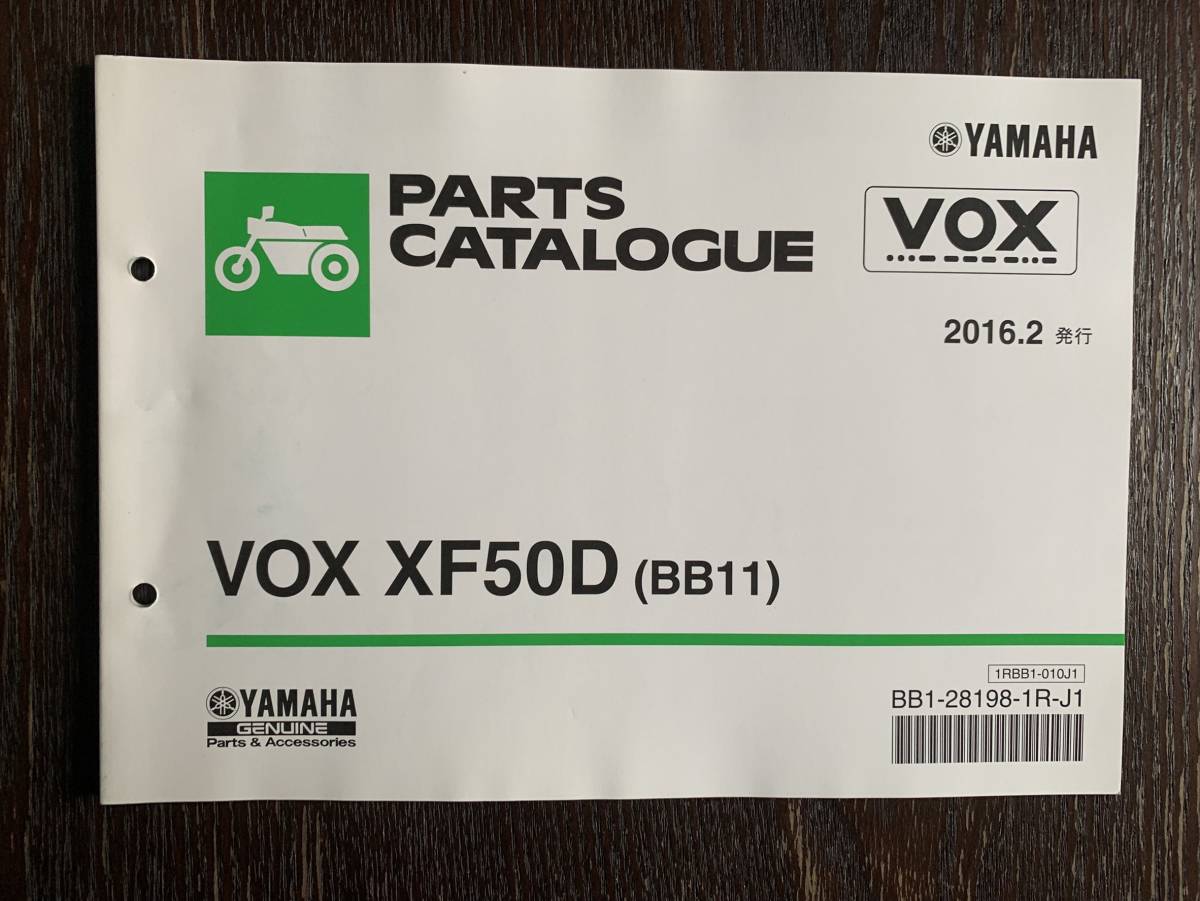 YAMAHA
PARTS
CATALOGUE
VOX
2016.2 発行
VOX XF50D (BB11)
YAMAHA
GENUINE
Parts & Accessories
1RBB1-010J1
BB1-28198-1R-J1